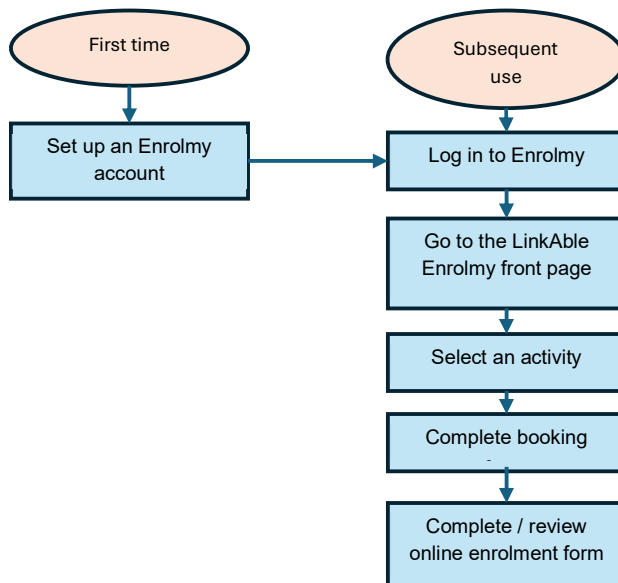 First time
Subsequent
use
Set up an Enrolmy
account
Log in to Enrolmy
Go to the LinkAble
Enrolmy front page
Select an activity
Complete booking
Complete / review
online enrolment form